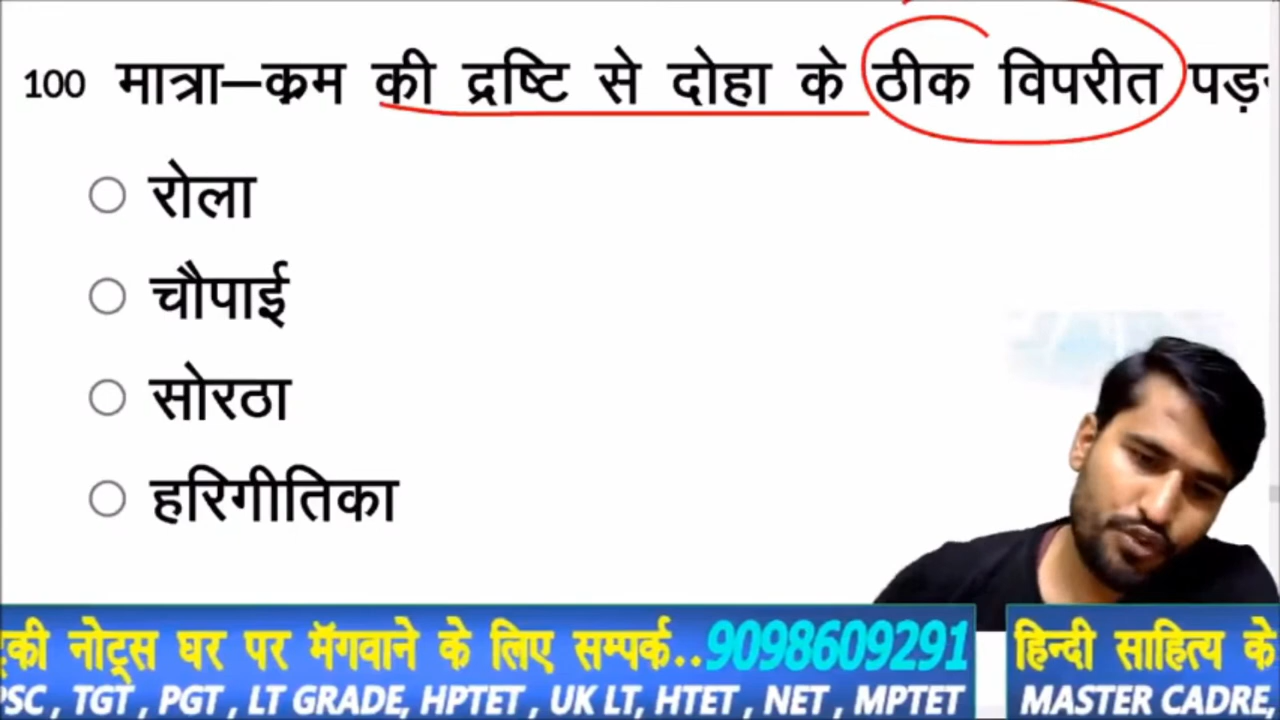 100 मात्रा–क्रम की द्रष्टि से दोहा के ठीक विपरीत
रोला
चौपाई
सोरठा
हरिगीतिका
की नोट्स घर पर मॅगवाने के लिए सम्पर्क..9098609291
हिन्दी साहित्य के
PSC , TGT , PGT , LT GRADE, HPTET , UK LT, HTET , NET , MPTET
MASTER CADRE,